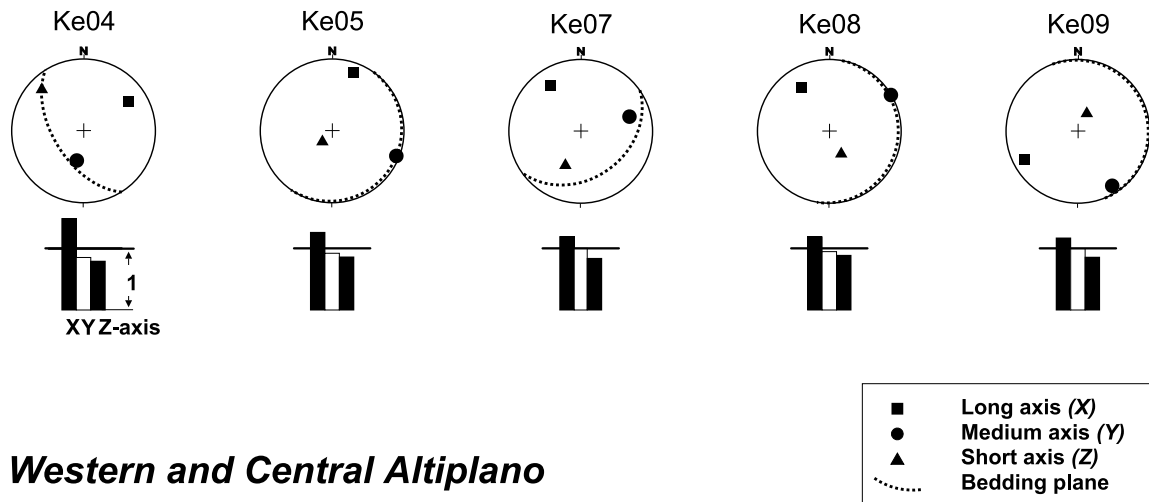 Ke04 Ke05 Ke07 Ke08 Ke09
N N N N N
1
XYZ-axis
Long axis (X)
Medium axis (Y)
Short axis (Z)
Bedding plane
Western and Central Altiplano